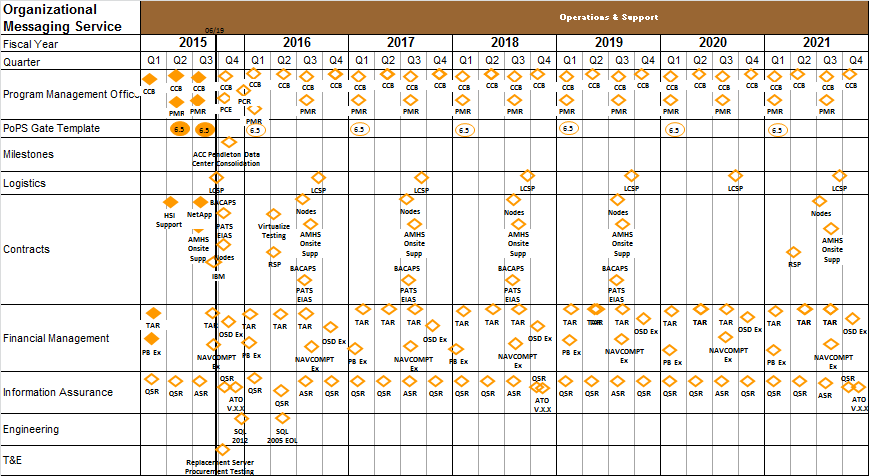 Organizational
Messaging Service
Operations & Support
06/19
Fiscal Year 2015 2016 2017 2018 2019 2020 2021
Quarter Q1 Q2 Q3 Q4 Q1 Q2 Q3 Q4 Q1 Q2 Q3 Q4 Q1 Q2 Q3 Q4 Q1 Q2 Q3 Q4 Q1 Q2 Q3 Q4 Q1 Q2 Q3 Q4
Program Management Office
CCB CCB CCB CCB CCB CCB CCB CCB CCB CCB CCB CCB CCB CCB CCB CCB CCB CCB CCB CCB CCB CCB CCB CCB CCB CCB CCB CCB
PMR PMR PCE PCR PMR PMR PMR PMR PMR PMR PMR
PoPS Gate Template 6.5 6.5 6.5 6.5 6.5 6.5 6.5 6.5
Milestones
ACC Pendleton Data
Center Consolidation
Logistics
LCSP LCSP LCSP LCSP LCSP LCSP LCSP
Contracts
HSI
Support
NetApp
BACAPS
PATS
EIAS
AMHS
Onsite
Supp
Nodes
IBM
Virtualize
Testing
RSP
Nodes
AMHS
Onsite
Supp
BACAPS
PATS
EIAS
Nodes
AMHS
Onsite
Supp
BACAPS
PATS
EIAS
Nodes
AMHS
Onsite
Supp
BACAPS
PATS
EIAS
Nodes
AMHS
Onsite
Supp
BACAPS
PATS
EIAS
RSP
Nodes
AMHS
Onsite
Supp
Financial Management
TAR TAR TAR TAR TAR TAR TAR TAR TAR TAR TAR TAR TAR TAR TAR TAR TAR TAR TAR TAR
OSD Ex OSD Ex OSD Ex OSD Ex OSD Ex OSD Ex OSD Ex
PB Ex PB Ex PB Ex PB Ex PB Ex PB Ex PB Ex
NAVCOMPT
Ex
NAVCOMPT
Ex
NAVCOMPT
Ex
NAVCOMPT
Ex
NAVCOMPT
Ex
NAVCOMPT
Ex
NAVCOMPT
Ex
Information Assurance
QSR QSR ASR QSR QSR QSR ASR QSR QSR QSR ASR QSR QSR QSR ASR QSR QSR QSR ASR QSR QSR QSR ASR QSR QSR QSR ASR QSR
ATO
V.X.X
ATO
V.X.X
ATO
V.X.X
Engineering
SQL
2012
SQL
2005 EOL
T&E
Replacement Server
Procurement Testing